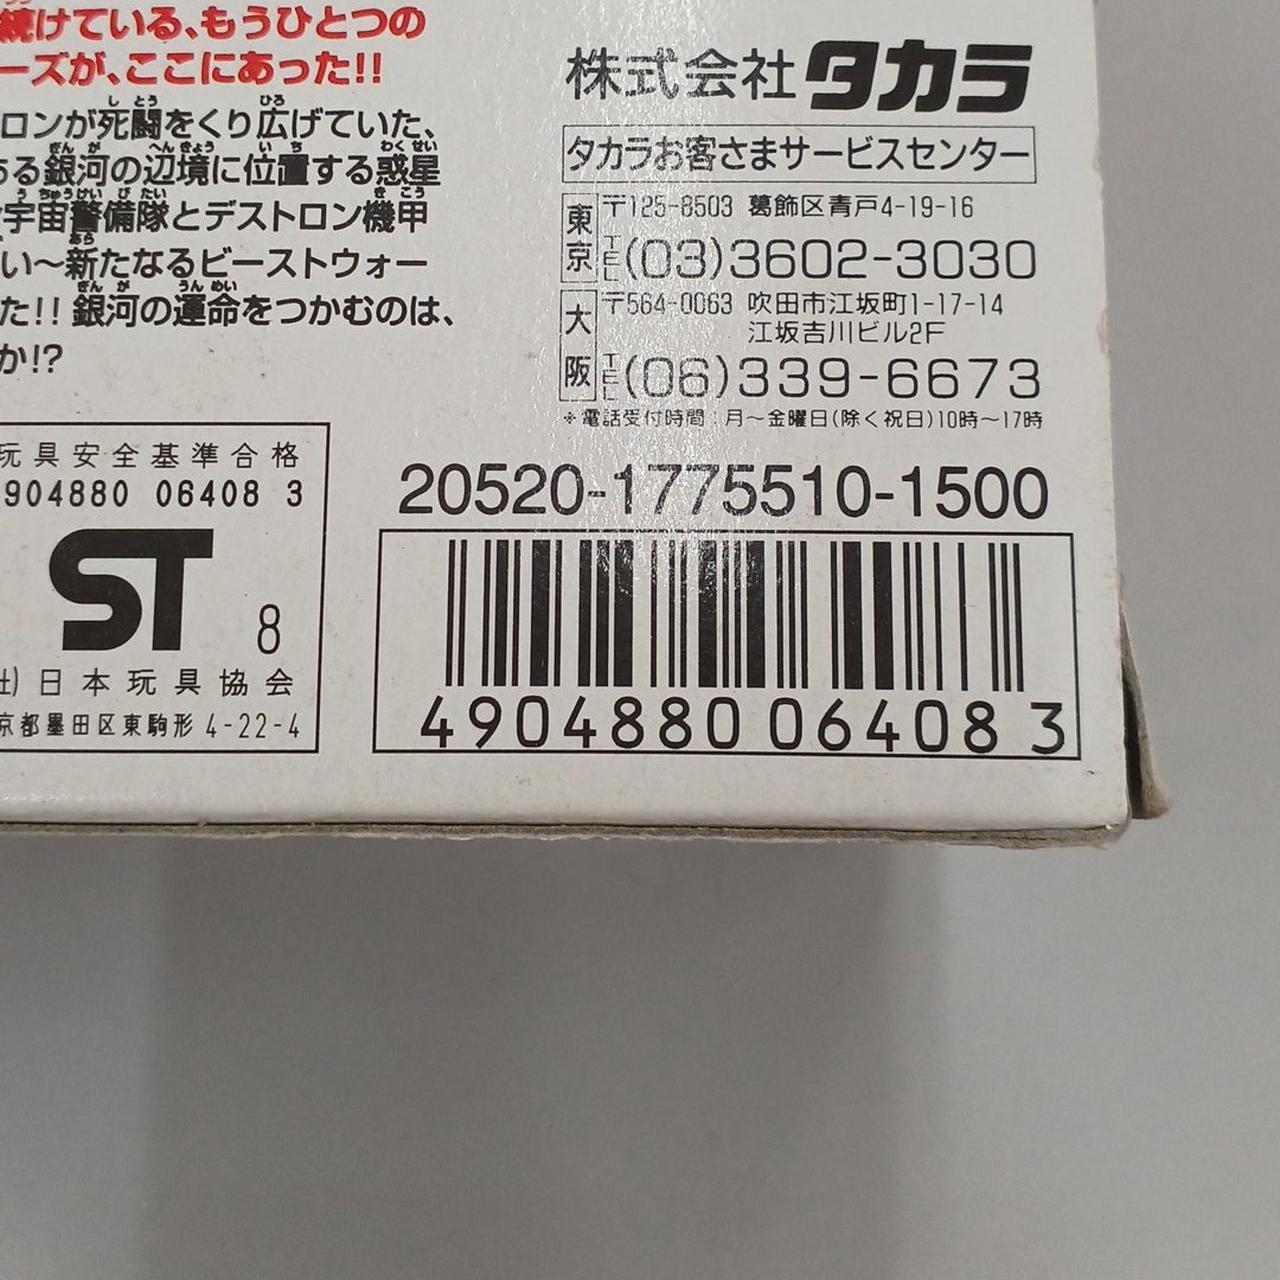 続けている、もうひとつの
ーズが、ここにあった!!
ロンが死闘をくり広げていた、
ある銀河の辺境に位置する惑星
宇宙警備隊とデストロン機甲
い〜新たなるビーストウォー
た!! 銀河の運命をつかむのは、
か!?
玩具安全基準合格
904880 06408 3
ST 8
社)日本玩具協会
京都墨田区東駒形 4-22-4
株式会社タカラ
タカラお客さまサービスセンター
東京 〒125-8503 葛飾区青戸4-19-16
TEL (03)3602-3030
大阪 〒564-0063 吹田市江坂町1-17-14
江坂吉川ビル2F
TEL (06)339-6673
※電話受付時間：月〜金曜日(除く祝日)10時〜17時
20520-1775510-1500
4904880064083